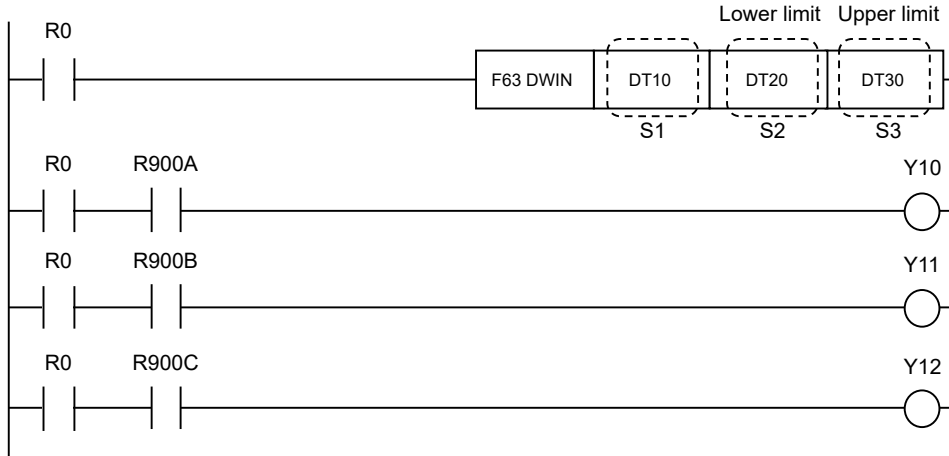 Lower limit Upper limit
R0
F63 DWIN DT10 DT20 DT30
S1 S2 S3
R0 R900A Y10
R0 R900B Y11
R0 R900C Y12